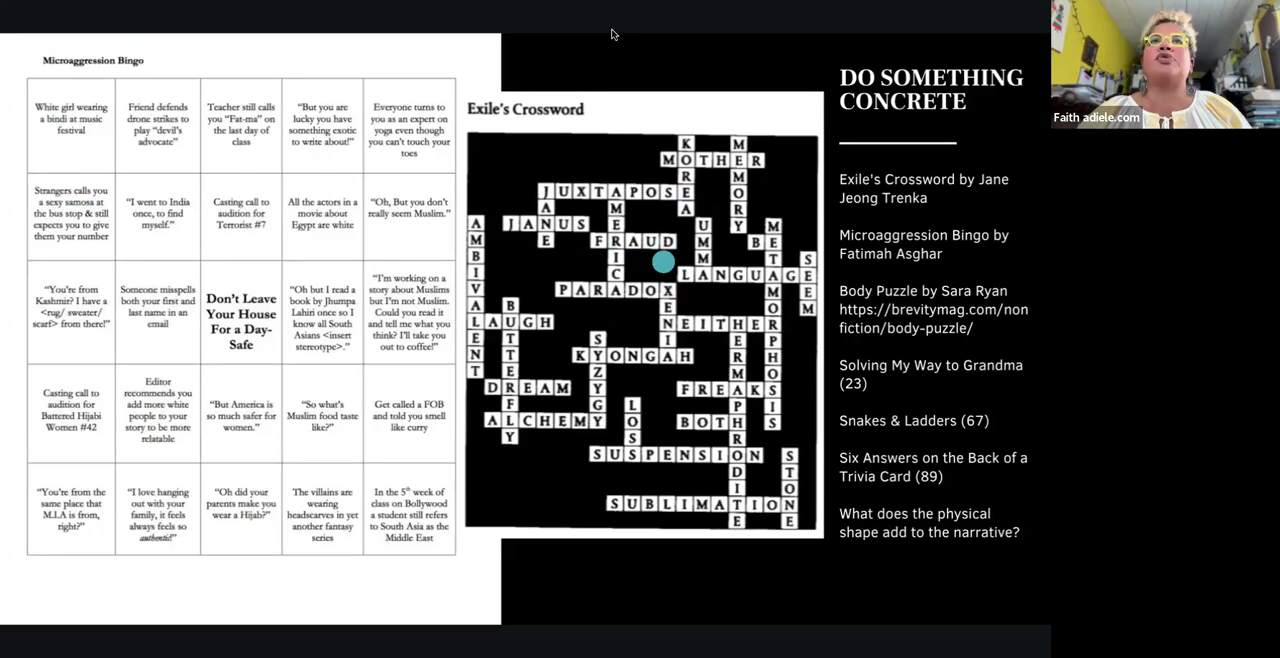 Microaggression Bingo
White girl wearing
a bindi at music
festival
Friend defends
drone strikes to
play “devil’s
advocate”
Teacher still calls
you “Fat-ma” on
the last day of
class
“But you are
lucky you have
something exotic
to write about!”
Everyone turns to
you as an expert on
yoga even though
you can’t touch your
toes
Strangers calls you
a sexy samosa at
the bus stop & still
expects you to give
them your number
“I went to India
once, to find
myself.”
Casting call to
audition for
Terrorist #7
All the actors in a
movie about
Egypt are white
“Oh, But you don’t
really seem Muslim.”
“You’re from
Kashmir? I have a
<rug/ sweater/
scarf> from there!”
Someone misspells
both your first and
last name in an
email
Don’t Leave
Your House
For a Day-
Safe
“Oh but I read a
book by Jhumpa
Lahiri once so I
know all South
Asians <insert
stereotype>.”
“I’m working on a
story about Muslims
but I’m not Muslim.
Could you read it
and tell me what you
think? I’ll take you
out to coffee!”
Casting call to
audition for
Battered Hijabi
Women #42
Editor
recommends you
add more white
people to your
story to be more
relatable
“But America is
so much safer for
women.”
“So what’s
Muslim food taste
like?”
Get called a FOB
and told you smell
like curry
“You’re from the
same place that
M.I.A is from,
right?”
“I love hanging
out with your
family, it feels
always feels so
authentic!”
“Oh did your
parents make you
wear a Hijab?”
The villains are
wearing
headscarves in yet
another fantasy
series
In the 5th week of
class on Bollywood
a student still refers
to South Asia as the
Middle East
Exile's Crossword
KOREA
MEMORY
MOTHER
JUXTAPOSE
JANE
AMERICA
AMBIVALENT
JANUS
UMMA
METAMORPHOSIS
FRAUD
BE
SEEM
LANGUAGE
PARADOX
XENI
BUTTERFLY
LAUGH
NEITHER
HERMAPHRODITE
SYZYGY
KYONGAH
DREAM
FREAKS
LOSS
ALCHEMY
BOTH
SUSPENSION
STONE
SUBLIMATION
DO SOMETHING
CONCRETE
Exile's Crossword by Jane
Jeong Trenka
Microaggression Bingo by
Fatimah Asghar
Body Puzzle by Sara Ryan
https://brevitymag.com/non
fiction/body-puzzle/
Solving My Way to Grandma
(23)
Snakes & Ladders (67)
Six Answers on the Back of a
Trivia Card (89)
What does the physical
shape add to the narrative?
Faith adiele.com